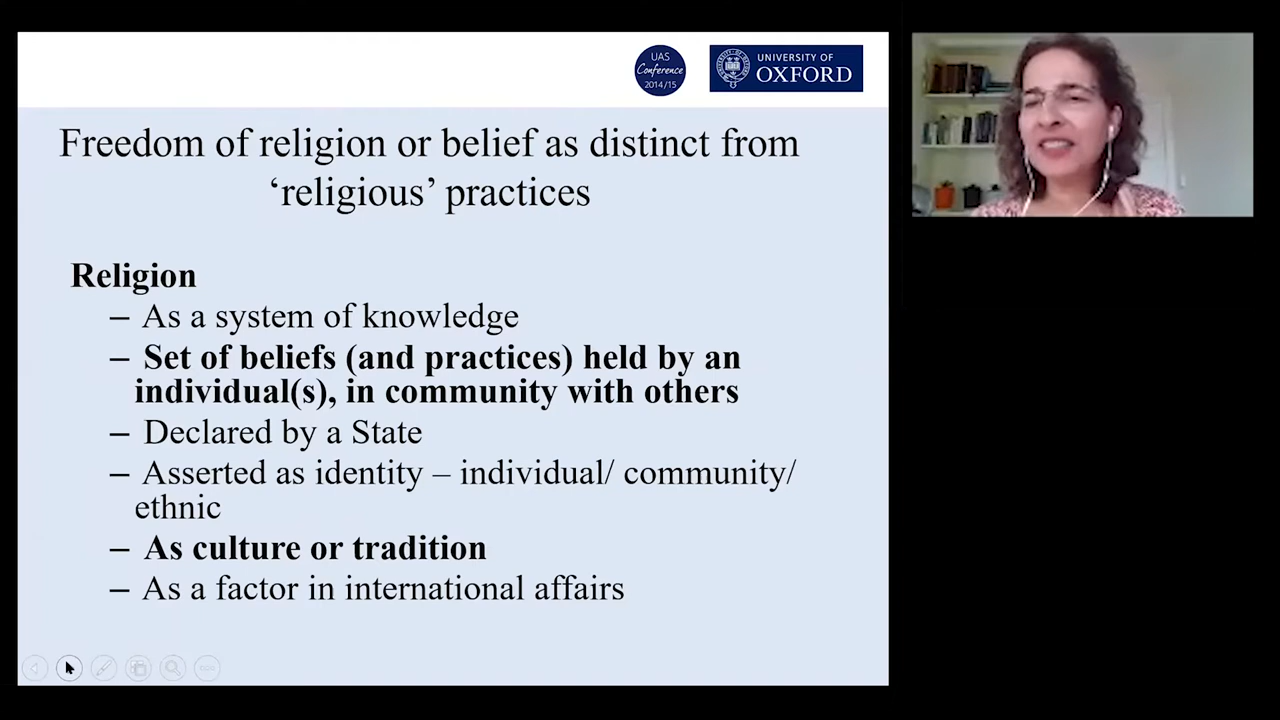 UAS
Conference
2014/15
UNIVERSITY OF
OXFORD
Freedom of religion or belief as distinct from
‘religious’ practices
Religion
– As a system of knowledge
– Set of beliefs (and practices) held by an
individual(s), in community with others
– Declared by a State
– Asserted as identity – individual/ community/
ethnic
– As culture or tradition
– As a factor in international affairs